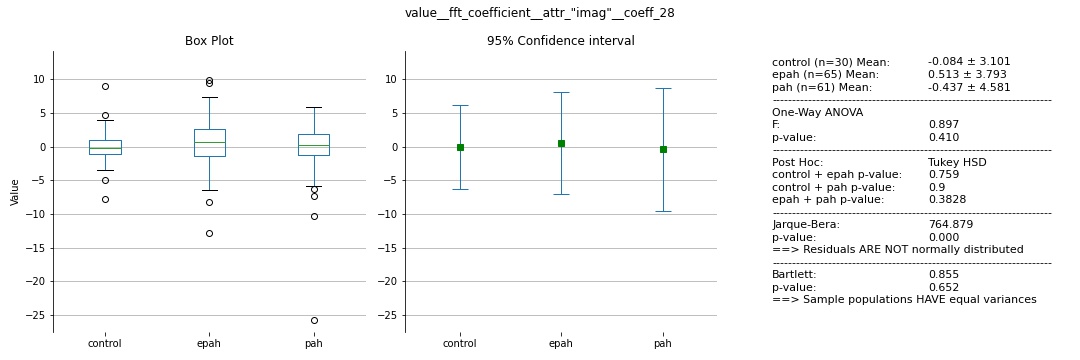 value__fft_coefficient__attr_"imag"__coeff_28
Box Plot
95% Confidence interval
Value
10
5
0
−5
−10
−15
−20
−25
control epah pah
10
5
0
−5
−10
−15
−20
−25
control epah pah
control (n=30) Mean: -0.084 ± 3.101
epah (n=65) Mean: 0.513 ± 3.793
pah (n=61) Mean: -0.437 ± 4.581
One-Way ANOVA
F: 0.897
p-value: 0.410
Post Hoc: Tukey HSD
control + epah p-value: 0.759
control + pah p-value: 0.9
epah + pah p-value: 0.3828
Jarque-Bera: 764.879
p-value: 0.000
==> Residuals ARE NOT normally distributed
Bartlett: 0.855
p-value: 0.652
==> Sample populations HAVE equal variances